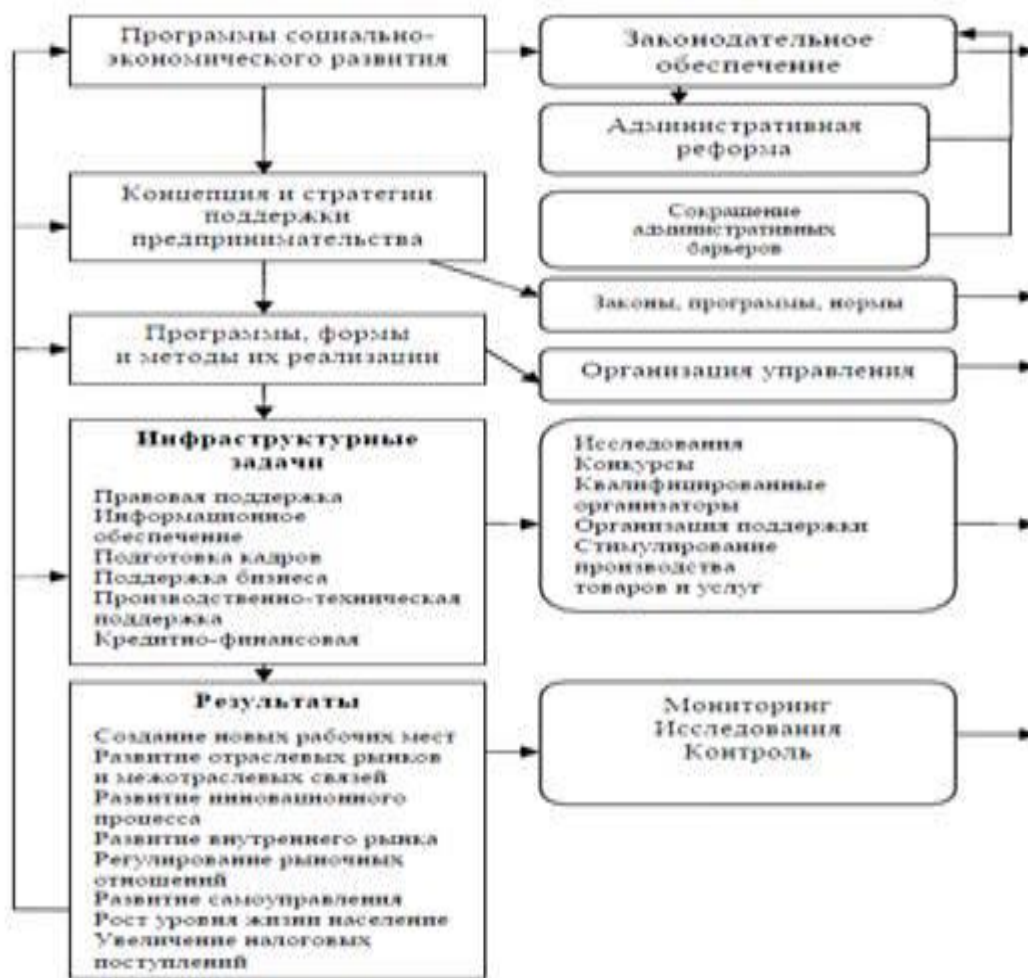 Программы социально-
экономического развития
Законодательное
обеспечение
Административная
реформа
Концепция и стратегии
поддержки
предпринимательства
Сокращение
административных
барьеров
Законы, программы, нормы
Программы, формы
и методы их реализации
Организация управления
Инфраструктурные
задачи
Правовая поддержка
Информационное
обеспечение
Подготовка кадров
Поддержка бизнеса
Производственно-техническая
поддержка
Кредитно-финансовая
Исследования
Конкурсы
Квалифицированные
организаторы
Организация поддержки
Стимулирование
производства
товаров и услуг
Результаты
Создание новых рабочих мест
Развитие отраслевых рынков
и межотраслевых связей
Развитие инновационного
процесса
Развитие внутреннего рынка
Регулирование рыночных
отношений
Развитие самоуправления
Рост уровня жизни население
Увеличение налоговых
поступлений
Мониторинг
Исследования
Контроль